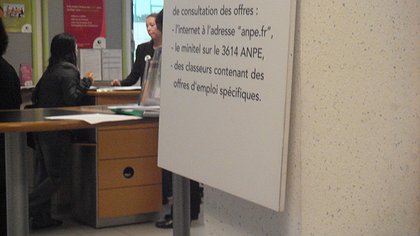 de consultation des offres :
- l'internet à l'adresse "anpe.fr",
- le minitel sur le 3614 ANPE,
- des classeurs contenant des
offres d'emploi spécifiques.